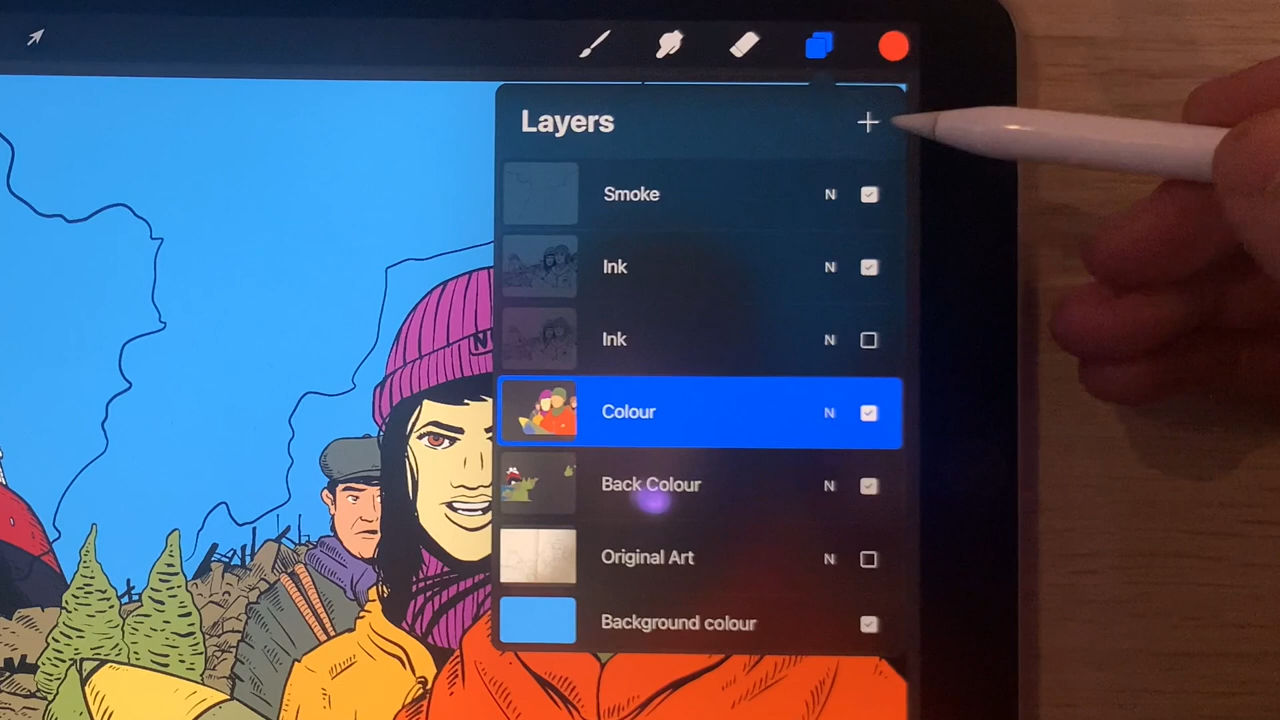 Layers
Smoke N
Ink N
Ink N
Colour N
Back Colour N
Original Art N
Background colour